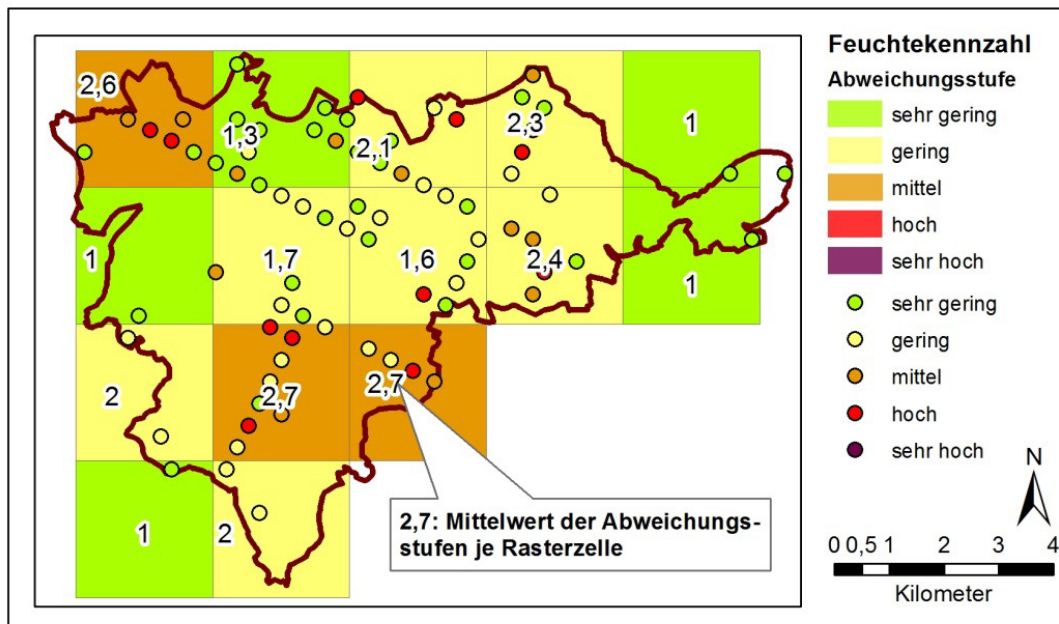 Feuchtekennzahl
Abweichungsstufe
sehr gering
gering
mittel
hoch
sehr hoch
sehr gering
gering
mittel
hoch
sehr hoch
N
0 0,5 1 2 3 4
Kilometer
2,6
1,3
2,1
2,3
1
1
1,7
1,6
2,4
1
2
2,7
2,7
1
2
2,7: Mittelwert der Abweichungs-
stufen je Rasterzelle